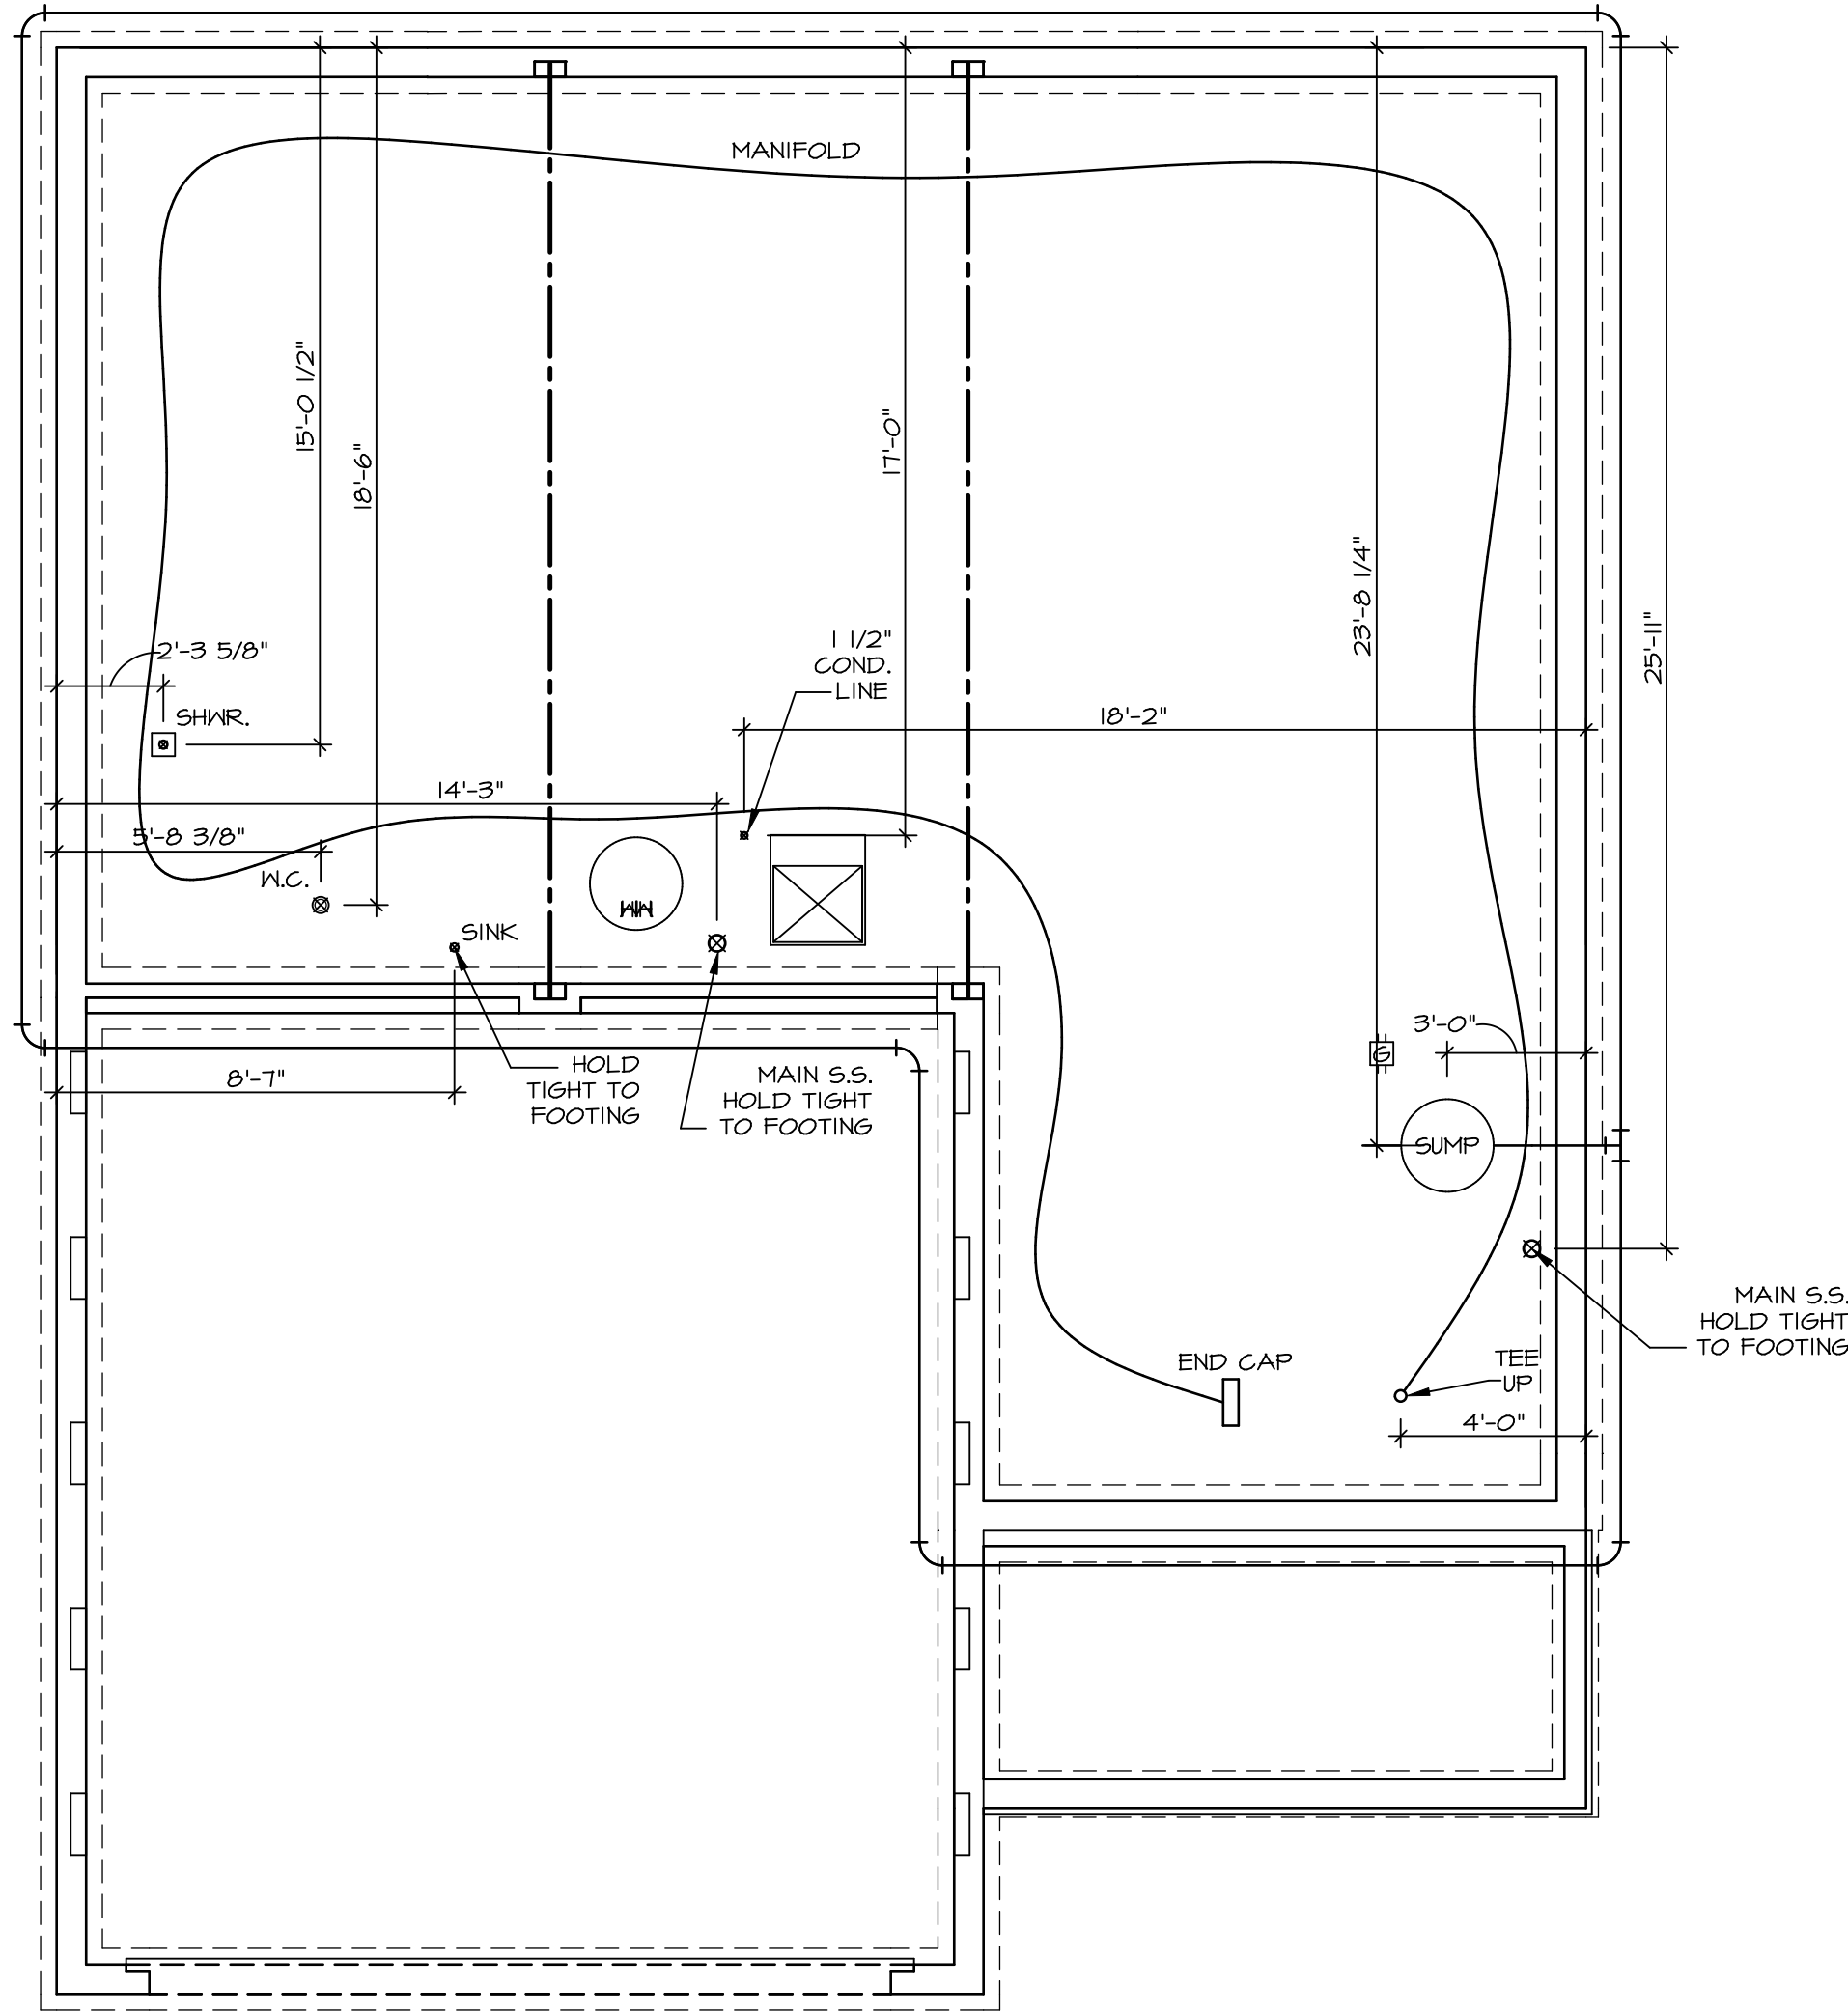 MANIFOLD
15'-0 1/2"
18'-6"
17'-0"
23'-8 1/4"
25'-11"
2'-3 5/8"
SHWR.
1 1/2"
COND.
LINE
18'-2"
14'-3"
5'-8 3/8"
W.C.
SINK
HOLD
TIGHT TO
FOOTING
8'-7"
MAIN S.S.
HOLD TIGHT
TO FOOTING
3'-0"
G
SUMP
MAIN S.S.
HOLD TIGHT
TO FOOTING
END CAP
TEE
UP
4'-0"